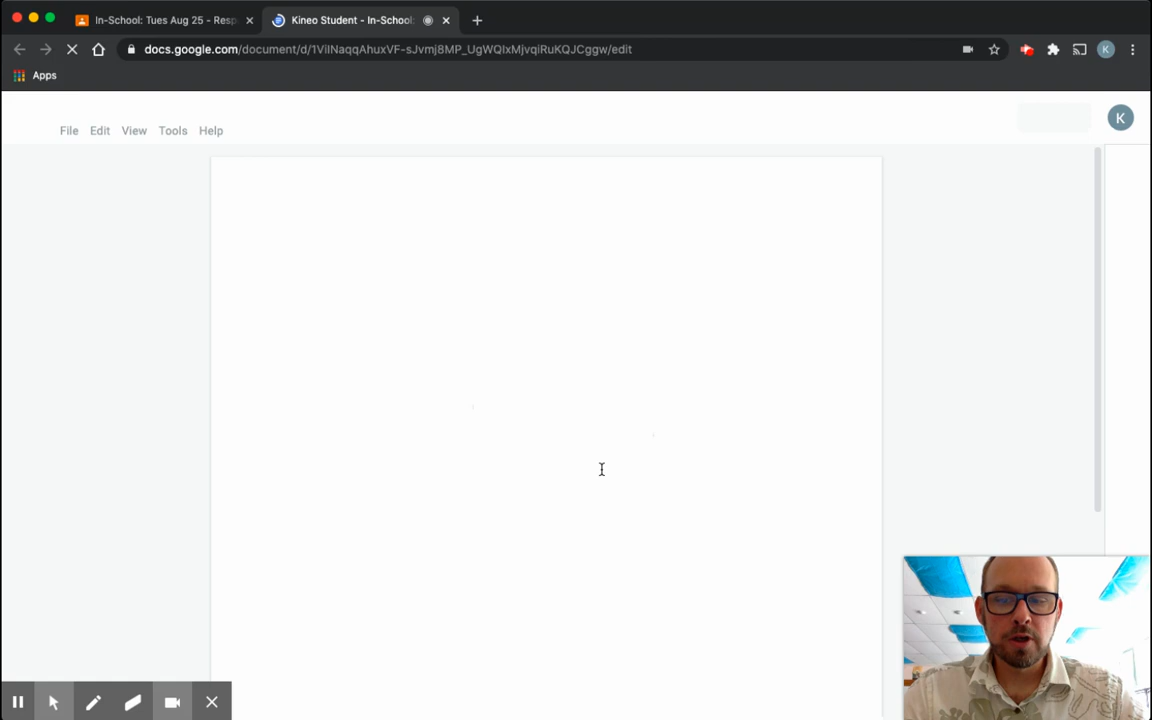 In-School: Tues Aug 25 - Resp
Kineo Student - In-School:
docs.google.com/document/d/1VilNaqqAhuxVF-sJvmj8MP_UgWQIxMjvqiRuKQJCggw/edit
K
Apps
File Edit View Tools Help
K